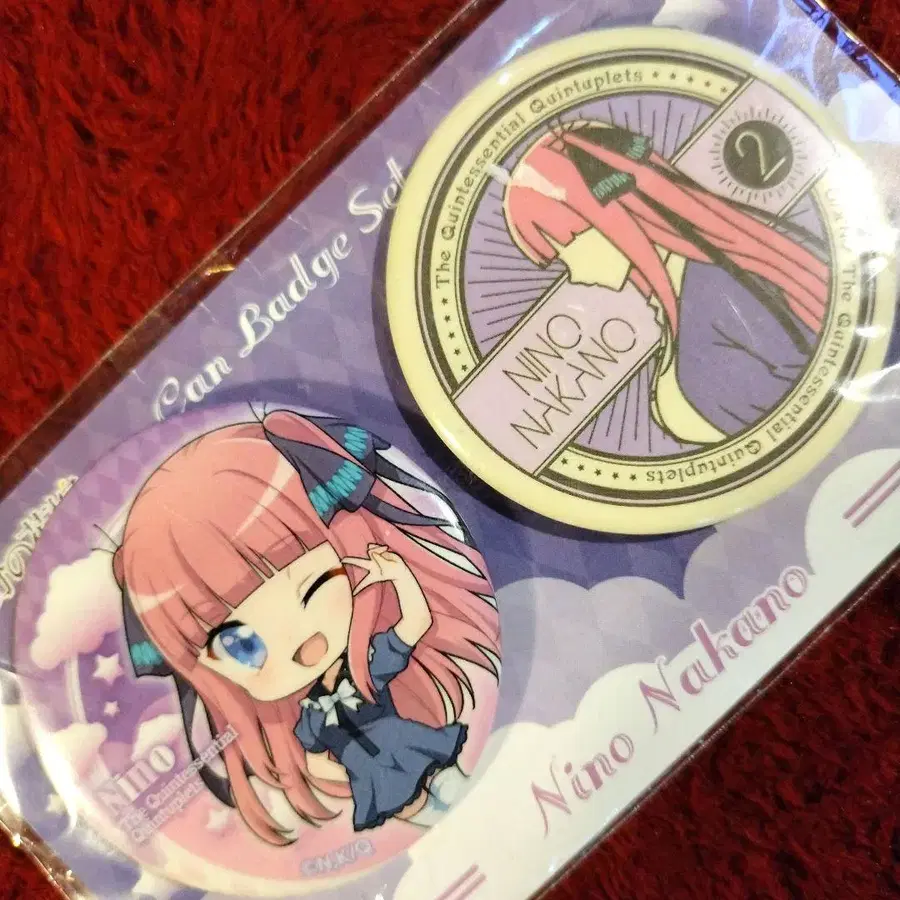 Can Badge Set
The Quintessential Quintuplets
2
NINO
NAKANO
The Quintessential Quintuplets
Nino
The Quintessential
Quintuplets
©N.K/Q
Nino Nakano